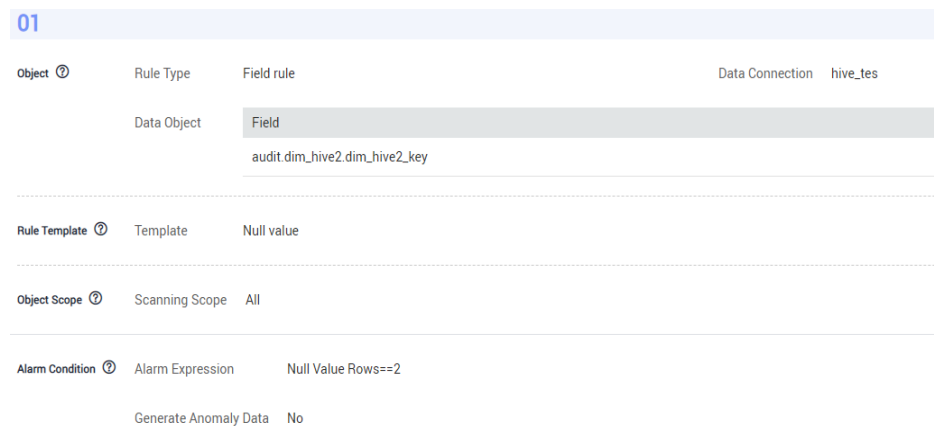 01
Object ? Rule Type Field rule Data Connection hive_tes
Data Object Field
audit.dim_hive2.dim_hive2_key
Rule Template ? Template Null value
Object Scope ? Scanning Scope All
Alarm Condition ? Alarm Expression Null Value Rows==2
Generate Anomaly Data No